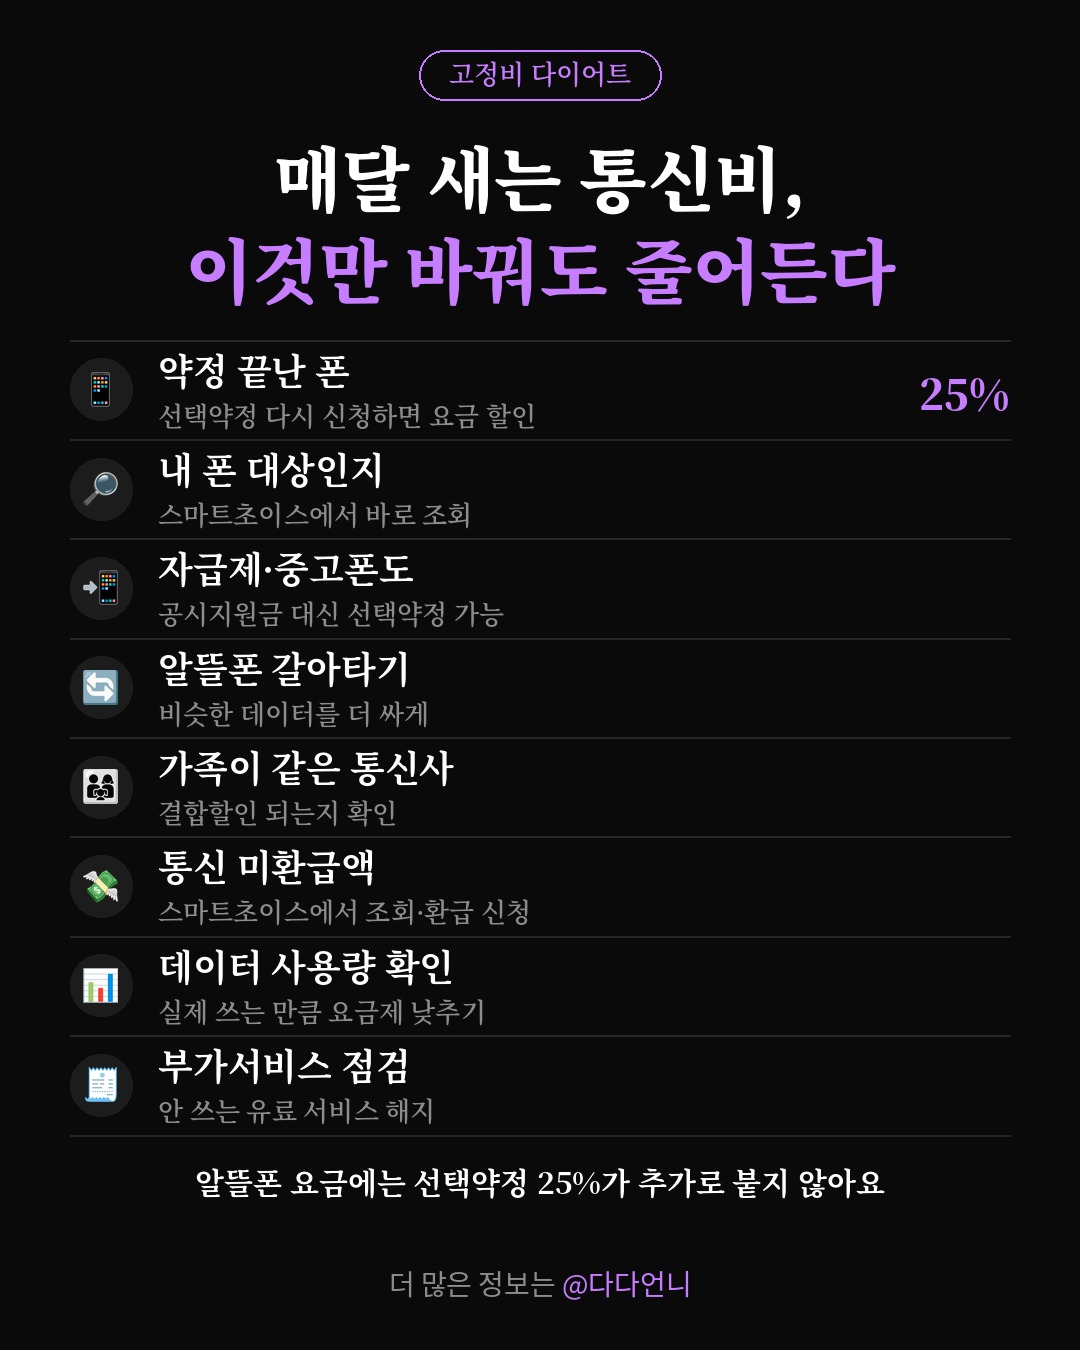 고정비 다이어트
매달 새는 통신비,
이것만 바꿔도 줄어든다
약정 끝난 폰
선택약정 다시 신청하면 요금 할인
25%
내 폰 대상인지
스마트초이스에서 바로 조회
자급제·중고폰도
공시지원금 대신 선택약정 가능
알뜰폰 갈아타기
비슷한 데이터를 더 싸게
가족이 같은 통신사
결합할인 되는지 확인
통신 미환급액
스마트초이스에서 조회·환급 신청
데이터 사용량 확인
실제 쓰는 만큼 요금제 낮추기
부가서비스 점검
안 쓰는 유료 서비스 해지
알뜰폰 요금에는 선택약정 25%가 추가로 붙지 않아요
더 많은 정보는 @다다언니